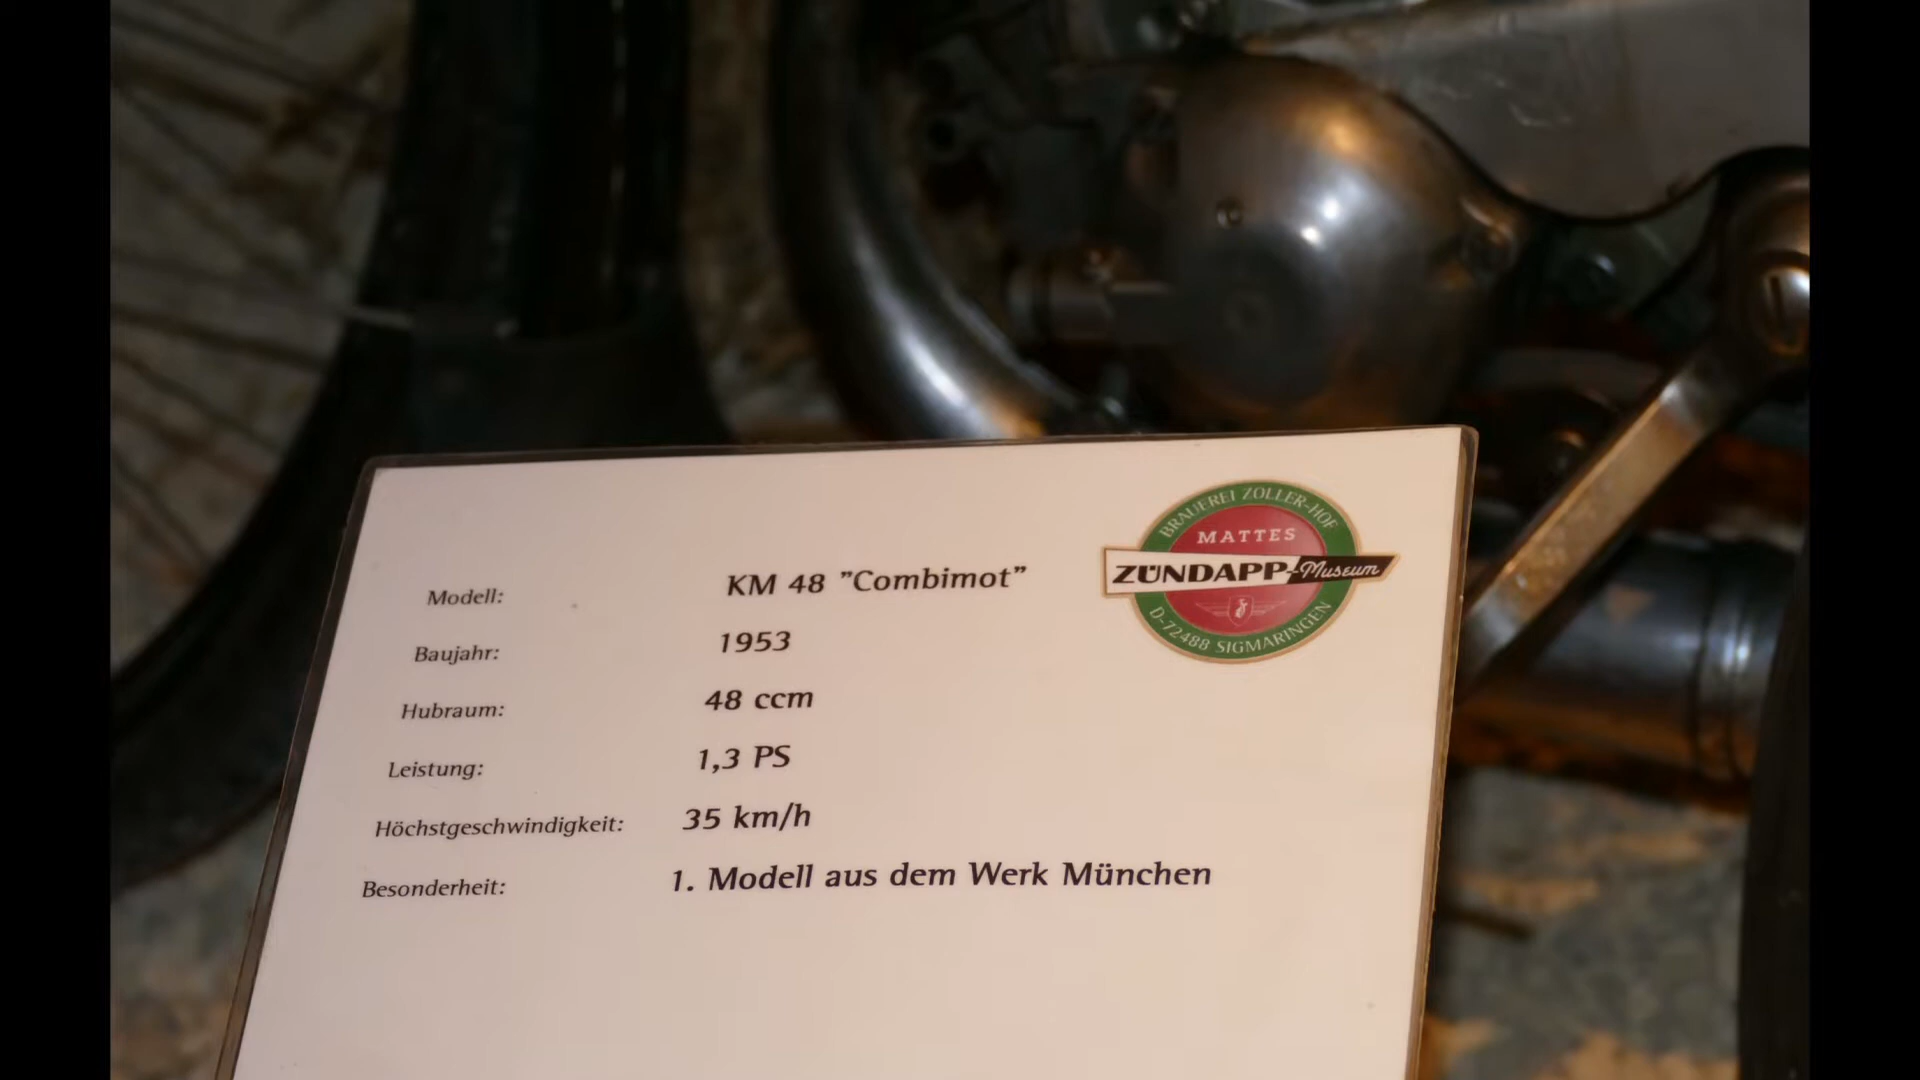 Modell: KM 48 ”Combimot”
Baujahr: 1953
Hubraum: 48 ccm
Leistung: 1,3 PS
Höchstgeschwindigkeit: 35 km/h
Besonderheit: 1. Modell aus dem Werk München
BRAUEREI ZOLLER-HOF
MATTES
ZÜNDAPP-Museum
D-72488 SIGMARINGEN